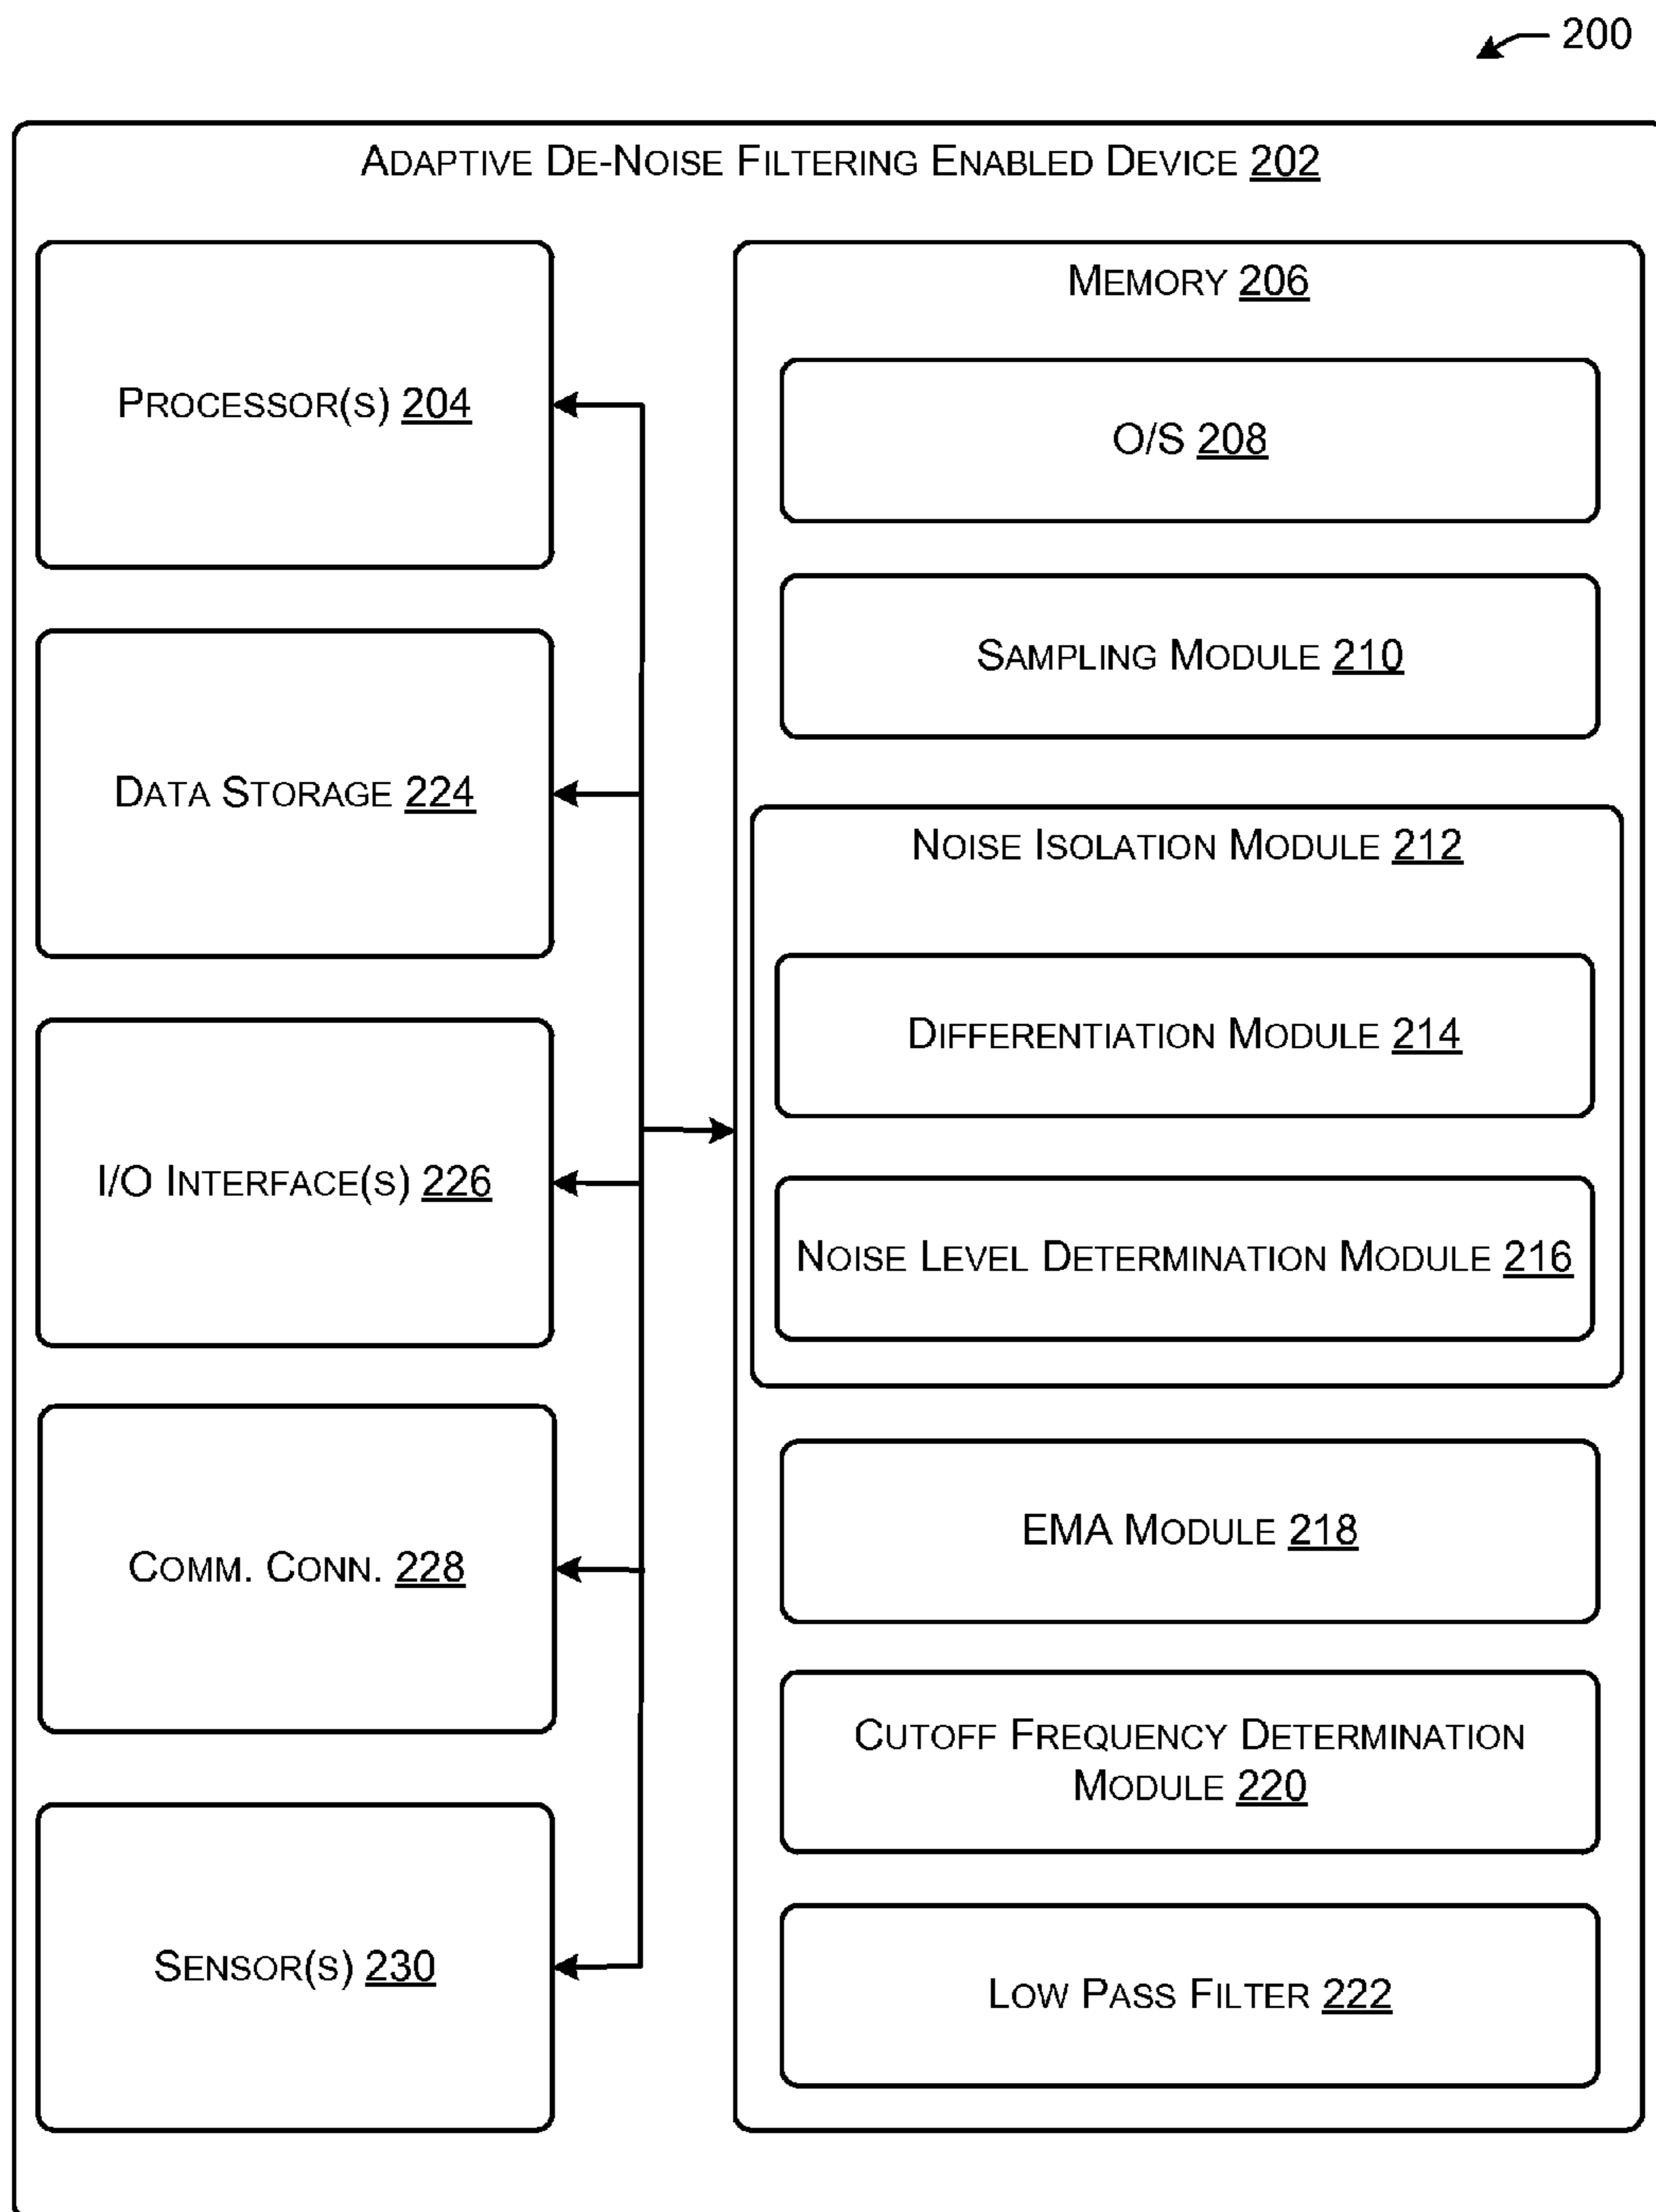 200
ADAPTIVE DE-NOISE FILTERING ENABLED DEVICE 202
PROCESSOR(S) 204
DATA STORAGE 224
I/O INTERFACE(S) 226
COMM. CONN. 228
SENSOR(S) 230
MEMORY 206
O/S 208
SAMPLING MODULE 210
NOISE ISOLATION MODULE 212
DIFFERENTIATION MODULE 214
NOISE LEVEL DETERMINATION MODULE 216
EMA MODULE 218
CUTOFF FREQUENCY DETERMINATION
MODULE 220
LOW PASS FILTER 222